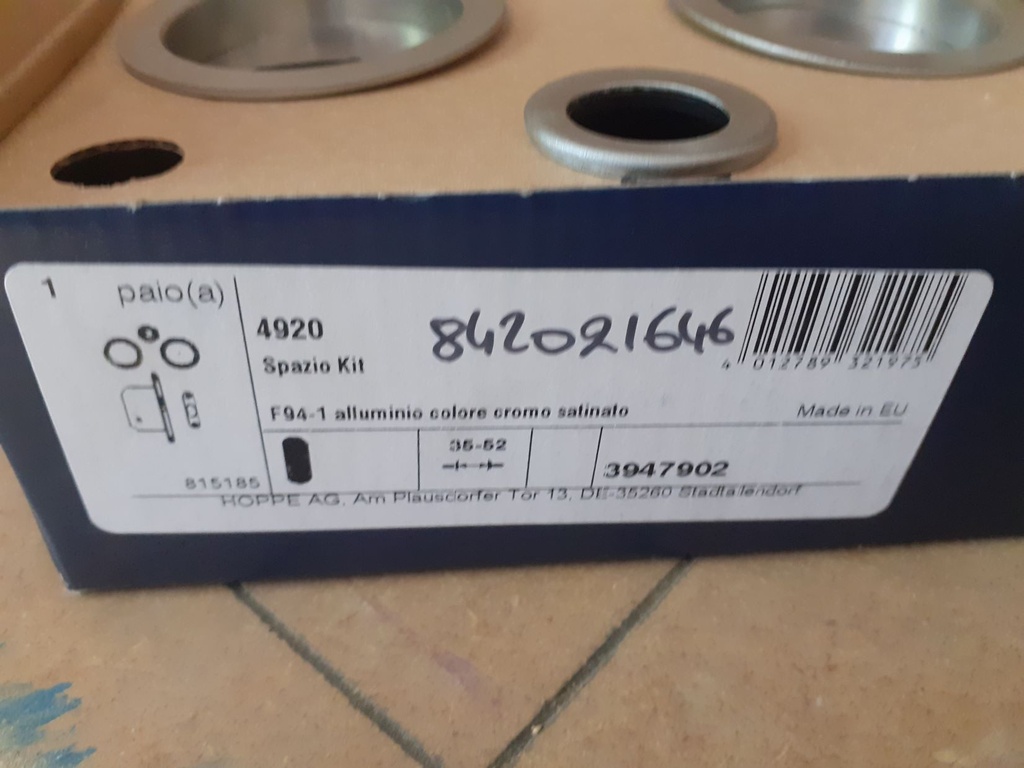 1 paio(a)
4920
Spazio Kit
842021646
4 012789 321975
F94-1 alluminio colore cromo satinato
Made in EU
35-52
3947902
815185
HOPPE AG, Am Plausdorfer Tor 13, DE-35260 Stadtallendorf